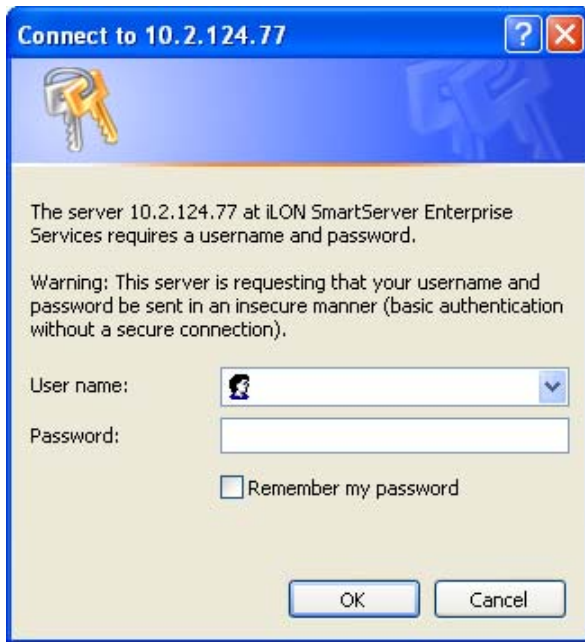 Connect to 10.2.124.77
The server 10.2.124.77 at iLON SmartServer Enterprise
Services requires a username and password.
Warning: This server is requesting that your username and
password be sent in an insecure manner (basic authentication
without a secure connection).
User name:
Password:
Remember my password
OK
Cancel